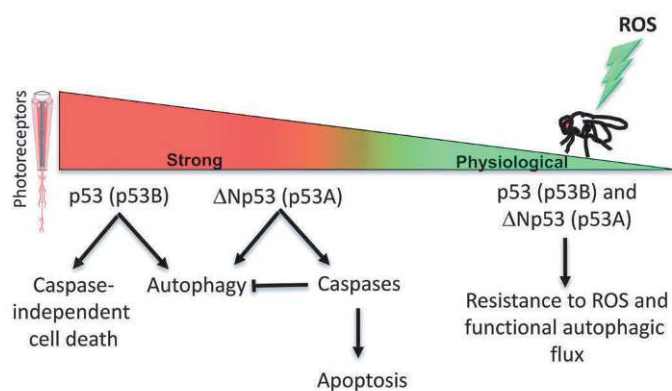 ROS
Photoreceptors
Strong
Physiological
p53 (p53B)
ΔNp53 (p53A)
p53 (p53B) and
ΔNp53 (p53A)
Caspase-
independent
cell death
Autophagy
Caspases
Resistance to ROS and
functional autophagic
flux
Apoptosis